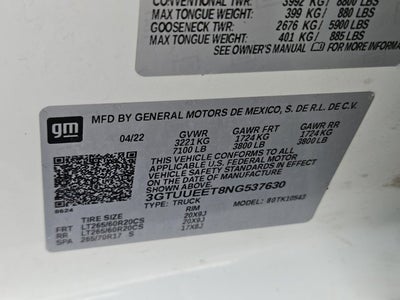 CONVENTIONAL TWR: 3992 KG / 8800 LBS
MAX TONGUE WEIGHT: 399 KG / 880 LBS
GOOSENECK TWR: 2676 KG / 5900 LBS
MAX TONGUE WEIGHT: 401 KG / 885 LBS
SEE OWNER'S MANUAL FOR MORE INFORMA
gm
MFD BY GENERAL MOTORS DE MEXICO, S. DE R.L. DE C.V.
04/22 GVWR GAWR FRT GAWR RR
3221 KG 1724 KG 1724 KG
7100 LB 3800 LB 3800 LB
THIS VEHICLE CONFORMS TO ALL APPLICABLE
U.S. FEDERAL MOTOR VEHICLE SAFETY AND
THEFT PREVENTION STANDARDS IN EFFECT ON THE
DATE OF MANUFACTURE SHOWN ABOVE.
3GTUUEET8NG537630
8624
TYPE: TRUCK MODEL: 80TK10543
TIRE SIZE RIM
FRT LT265/60R20CS 20X9J
RR LT265/60R20CS 20X9J
SPA 265/70R17 S 17X8J